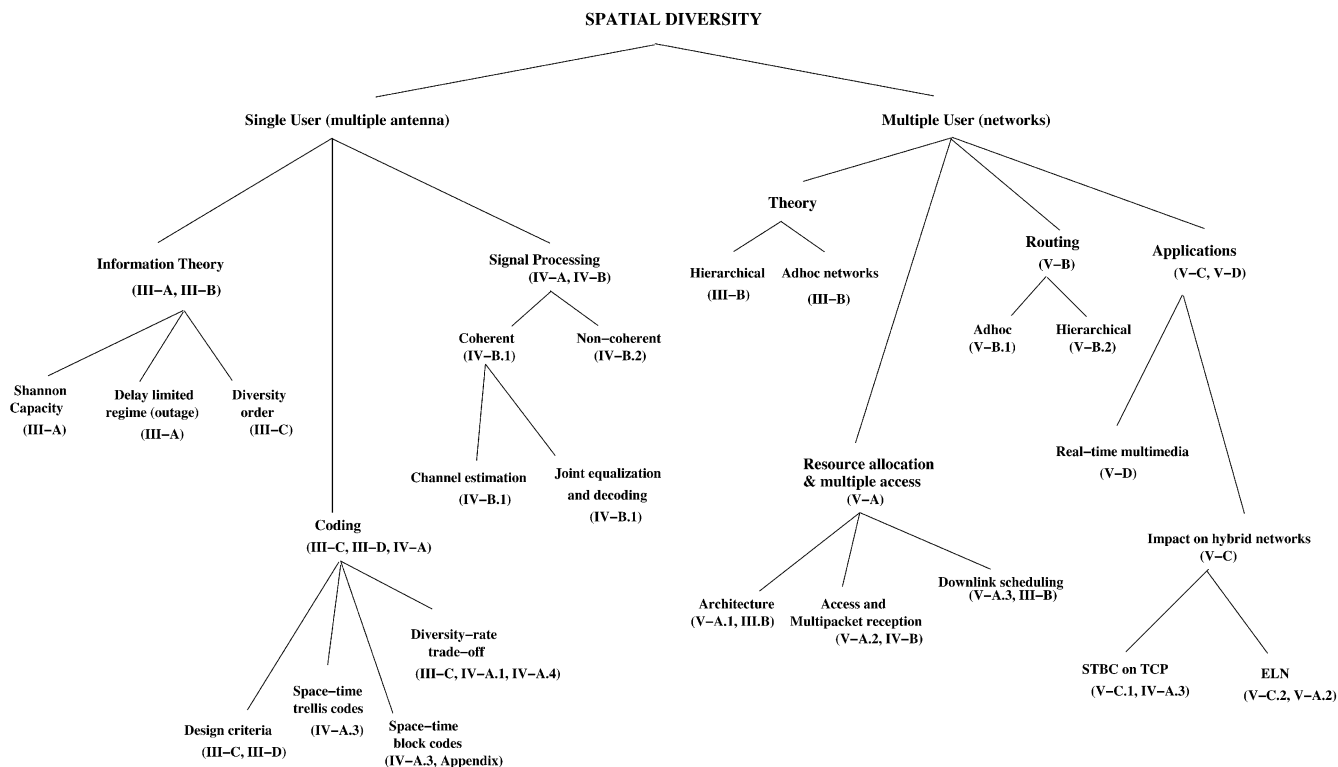 SPATIAL DIVERSITY
Single User (multiple antenna)
Multiple User (networks)
Information Theory
(III−A, III−B)
Shannon
Capacity
(III−A)
Delay limited
regime (outage)
(III−A)
Diversity
order
(III−C)
Signal Processing
(IV−A, IV−B)
Coherent
(IV−B.1)
Non−coherent
(IV−B.2)
Channel estimation
(IV−B.1)
Joint equalization
and decoding
(IV−B.1)
Coding
(III−C, III−D, IV−A)
Design criteria
(III−C, III−D)
Space−time
trellis codes
(IV−A.3)
Space−time
block codes
(IV−A.3, Appendix)
Diversity−rate
trade−off
(III−C, IV−A.1, IV−A.4)
Theory
Hierarchical
(III−B)
Adhoc networks
(III−B)
Resource allocation
& multiple access
(V−A)
Architecture
(V−A.1, III.B)
Access and
Multipacket reception
(V−A.2, IV−B)
Downlink scheduling
(V−A.3, III−B)
Routing
(V−B)
Adhoc
(V−B.1)
Hierarchical
(V−B.2)
Applications
(V−C, V−D)
Real−time multimedia
(V−D)
Impact on hybrid networks
(V−C)
STBC on TCP
(V−C.1, IV−A.3)
ELN
(V−C.2, V−A.2)